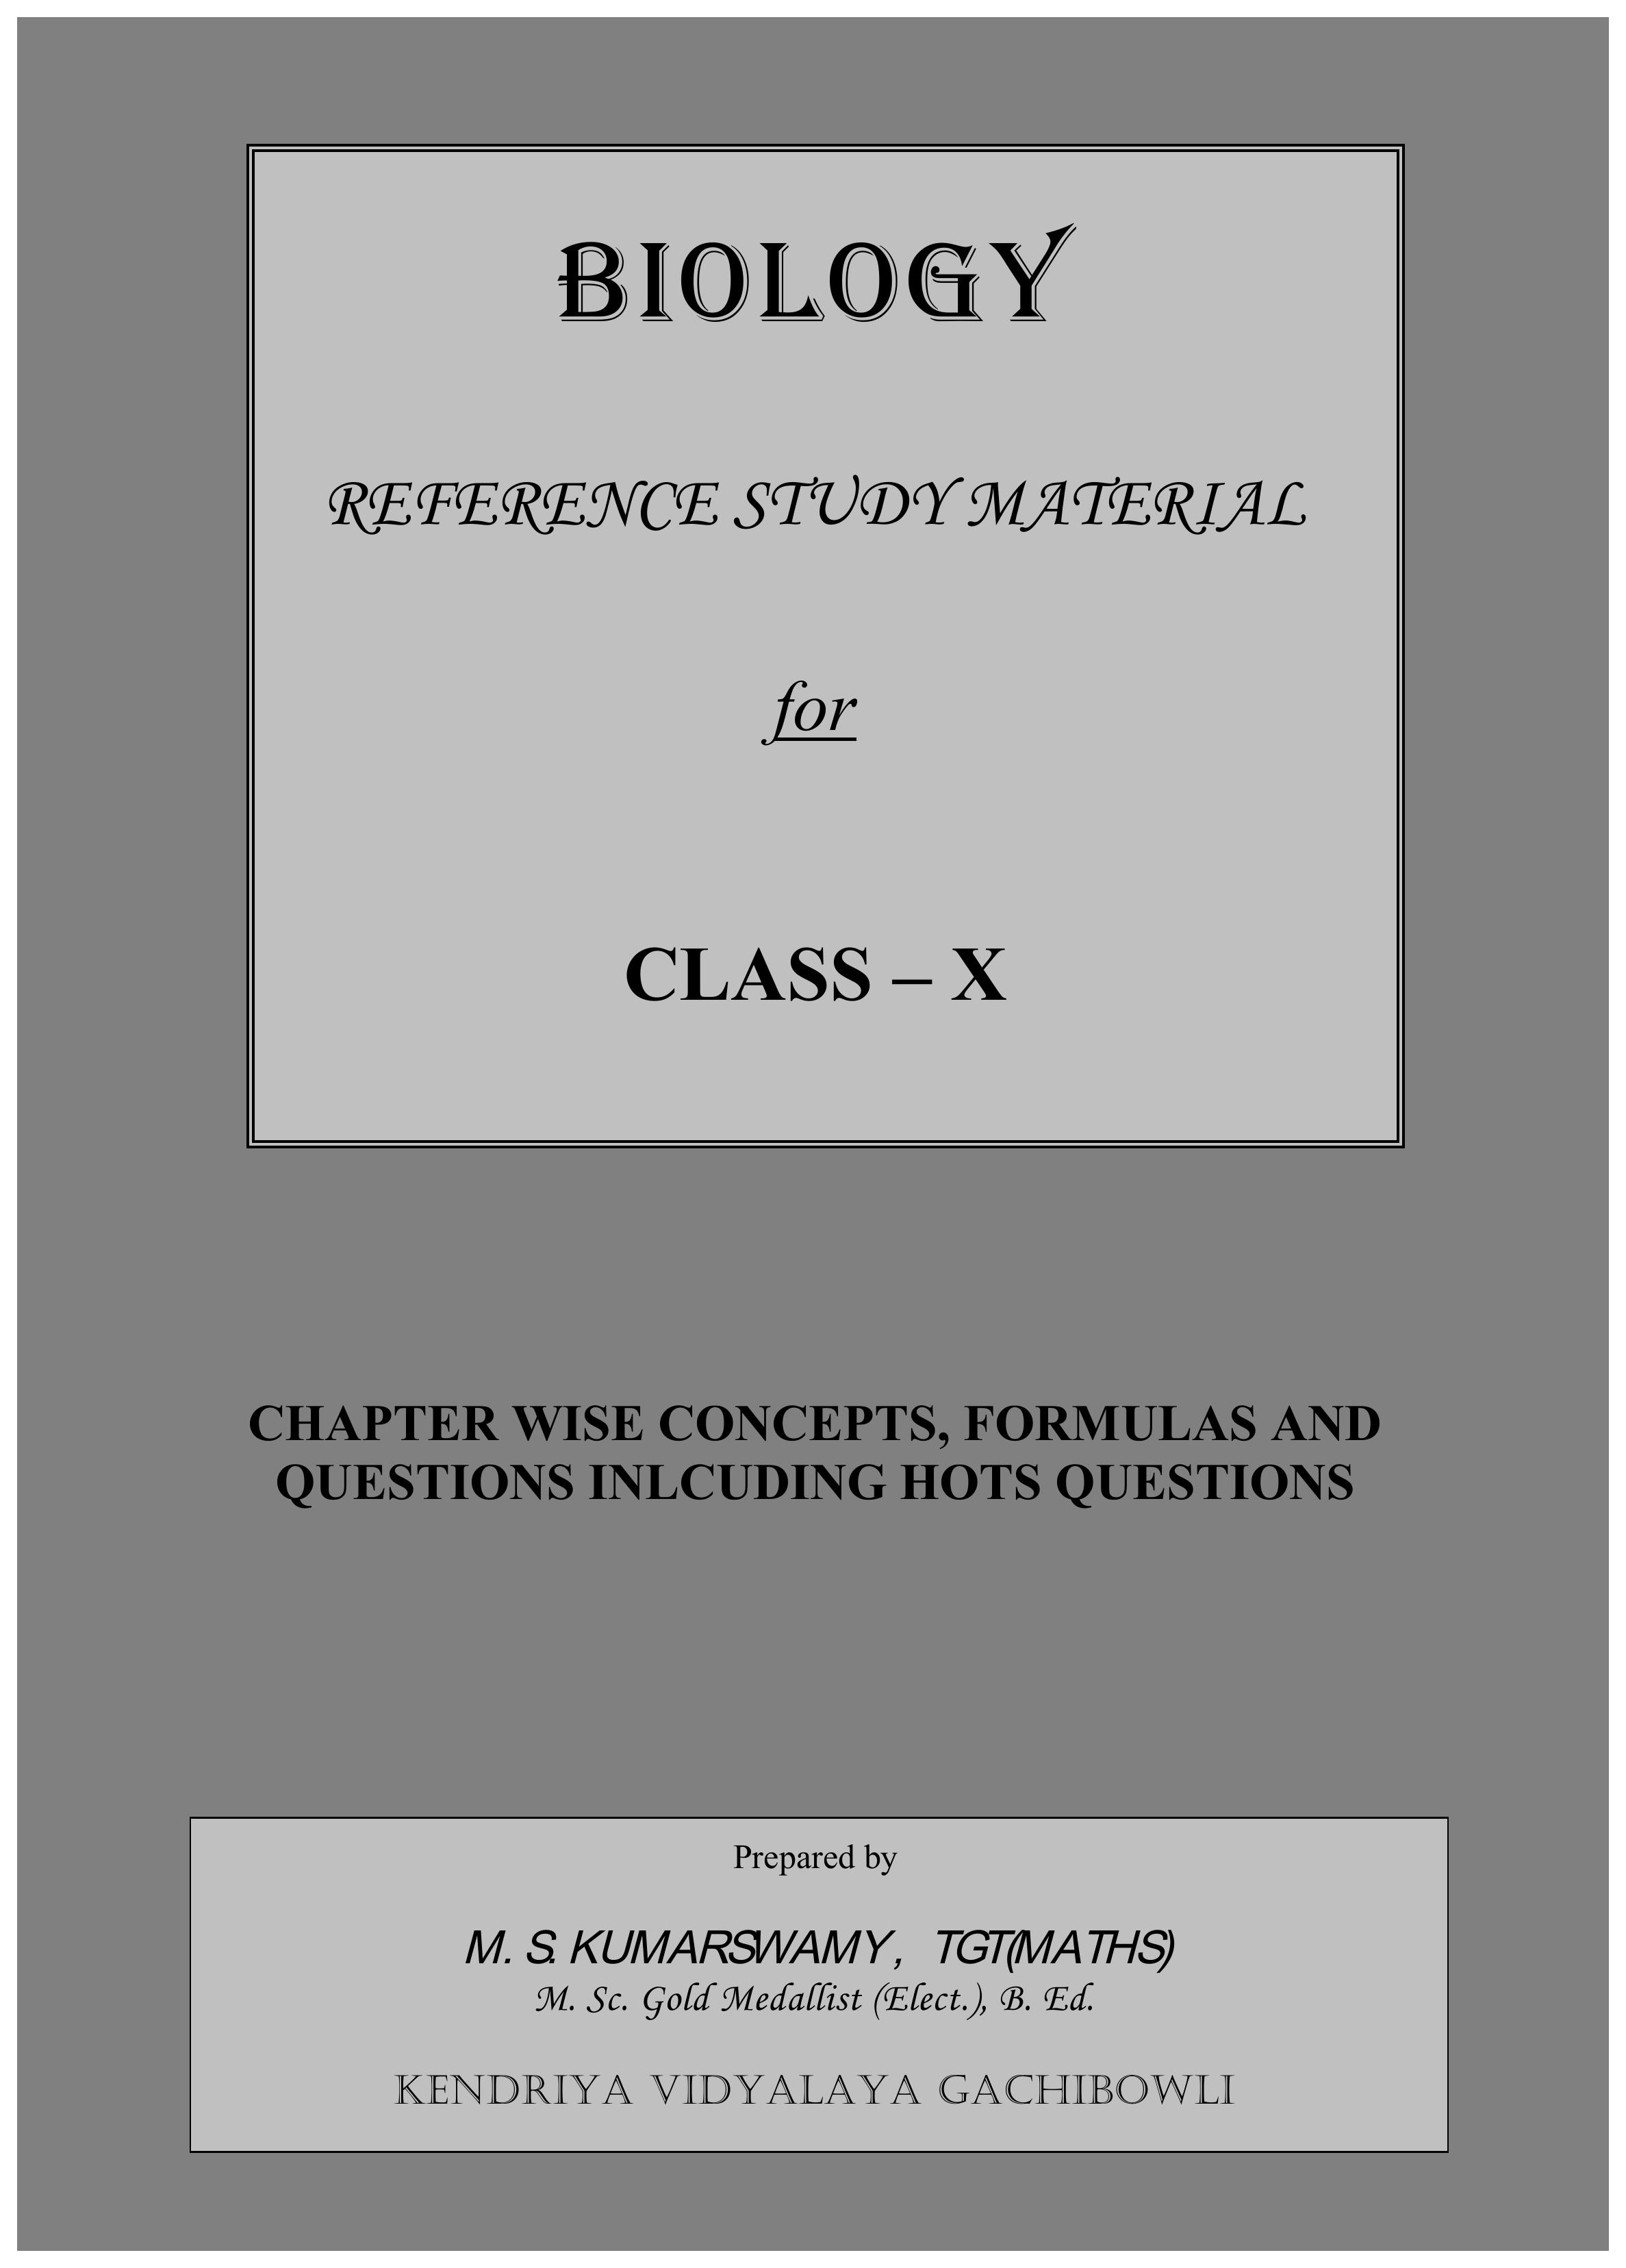 BIOLOGY
REFERENCE STUDY MATERIAL
for
CLASS – X
CHAPTER WISE CONCEPTS, FORMULAS AND
QUESTIONS INLCUDING HOTS QUESTIONS
Prepared by
M. S. KUMARSWAMY, TGT(MATHS)
M. Sc. Gold Medallist (Elect.), B. Ed.
KENDRIYA VIDYALAYA GACHIBOWLI